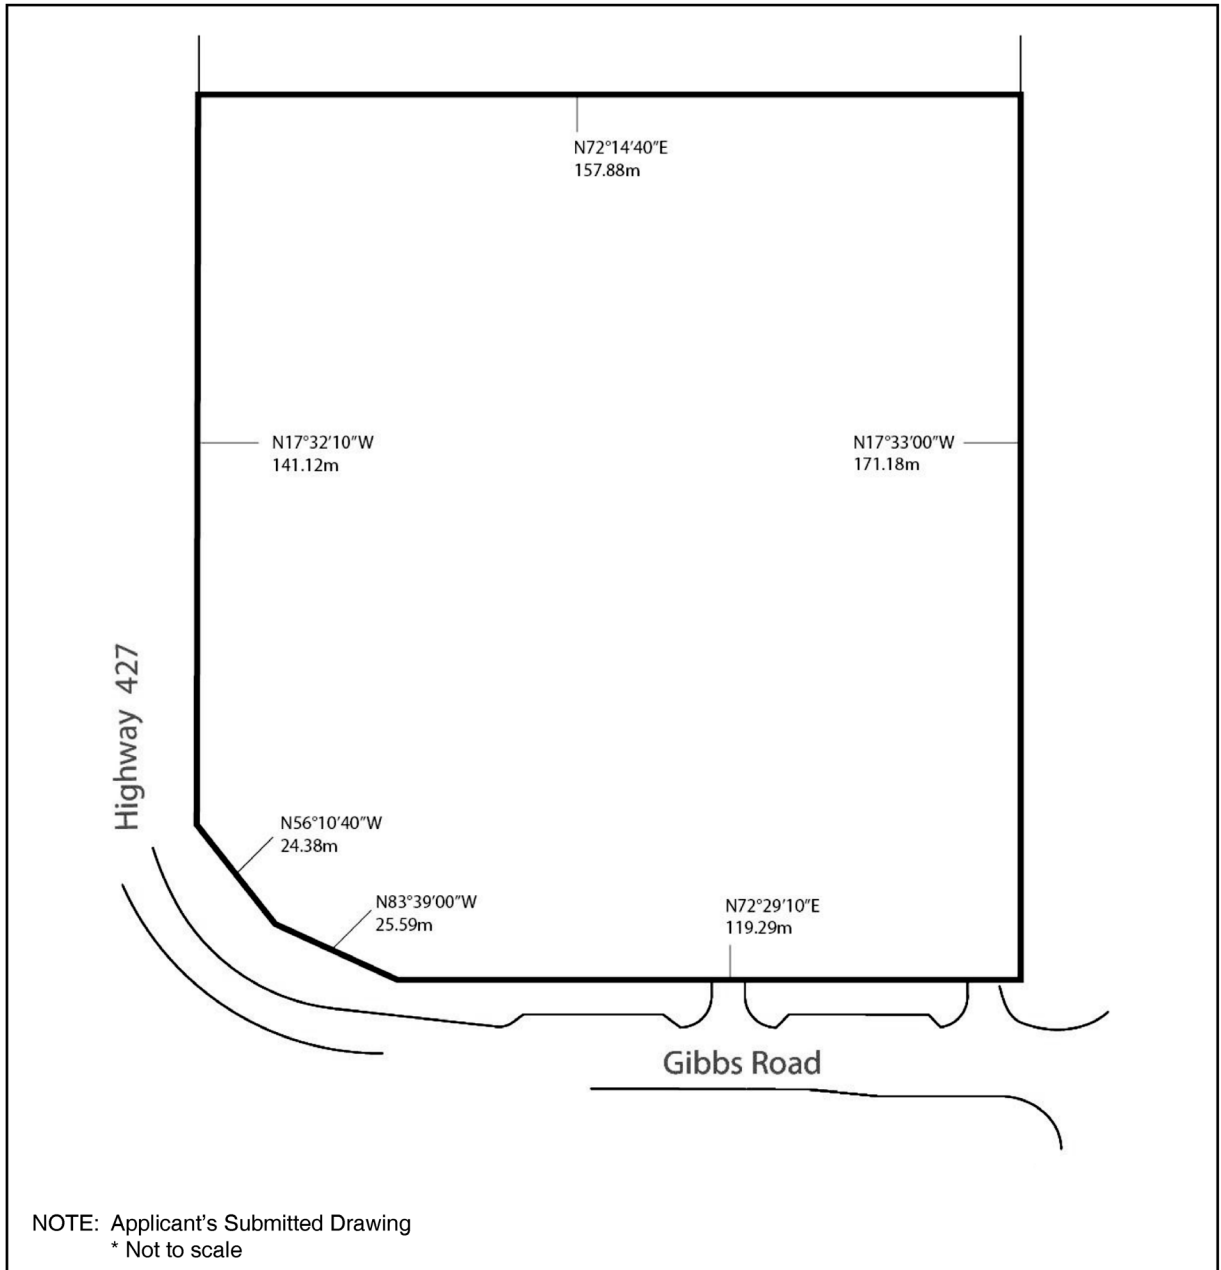 N72°14’40”E
157.88m
N17°32’10”W
141.12m
N17°33’00”W
171.18m
Highway 427
N56°10’40”W
24.38m
N83°39’00”W
25.59m
N72°29’10”E
119.29m
Gibbs Road
NOTE: Applicant’s Submitted Drawing
* Not to scale